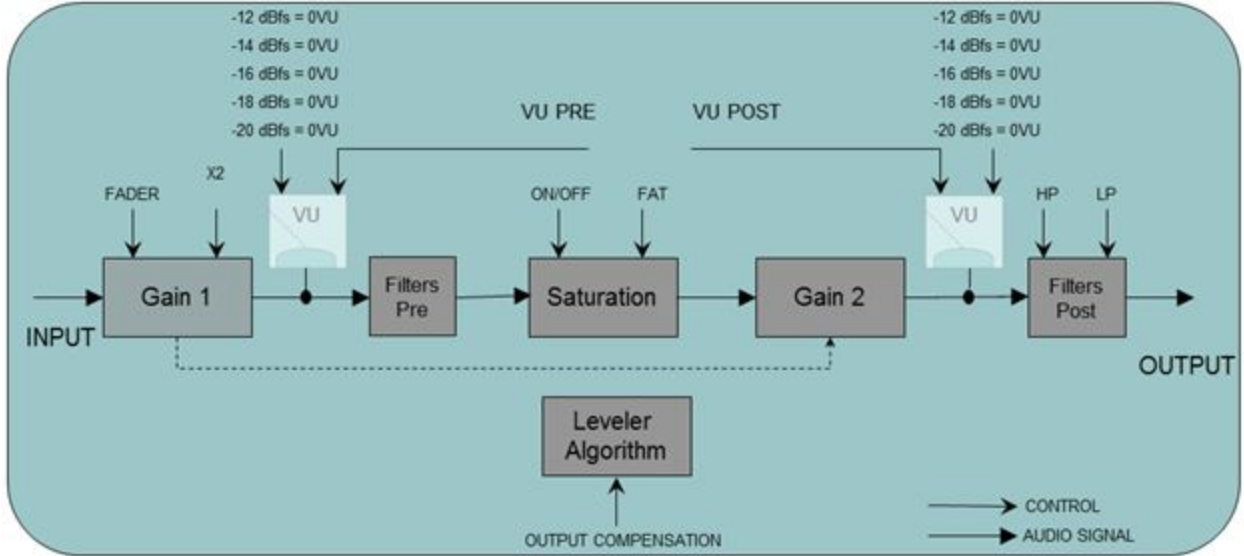 -12 dBfs = 0VU
-14 dBfs = 0VU
-16 dBfs = 0VU
-18 dBfs = 0VU
-20 dBfs = 0VU
-12 dBfs = 0VU
-14 dBfs = 0VU
-16 dBfs = 0VU
-18 dBfs = 0VU
-20 dBfs = 0VU
VU PRE
VU POST
FADER
X2
VU
ON/OFF
FAT
VU
HP
LP
INPUT
Gain 1
Filters
Pre
Saturation
Gain 2
Filters
Post
OUTPUT
Leveler
Algorithm
OUTPUT COMPENSATION
CONTROL
AUDIO SIGNAL